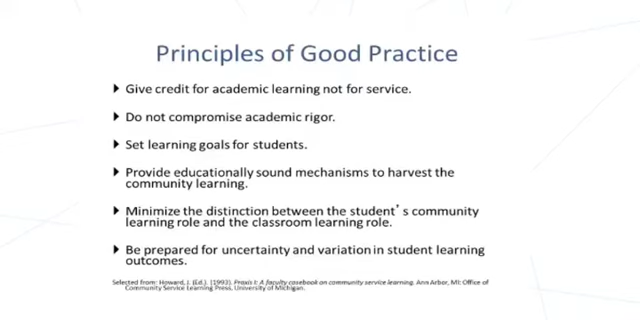 Principles of Good Practice
Give credit for academic learning not for service.
Do not compromise academic rigor.
Set learning goals for students.
Provide educationally sound mechanisms to harvest the
community learning.
Minimize the distinction between the student's community
learning role and the classroom learning role.
Be prepared for uncertainty and variation in student learning
outcomes.
Selected from: Howard, J. (Ed.). (1993). Praxis I: A faculty casebook on community service learning. Ann Arbor, MI: Office of
Community Service Learning Press, University of Michigan.